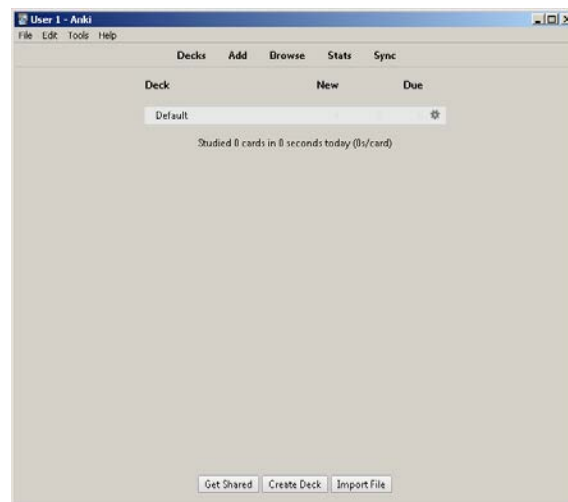 User 1 - Anki
File Edit Tools Help
Decks Add Browse Stats Sync
Deck New Due
Default
Studied 0 cards in 0 seconds today (0s/card)
Get Shared Create Deck Import File